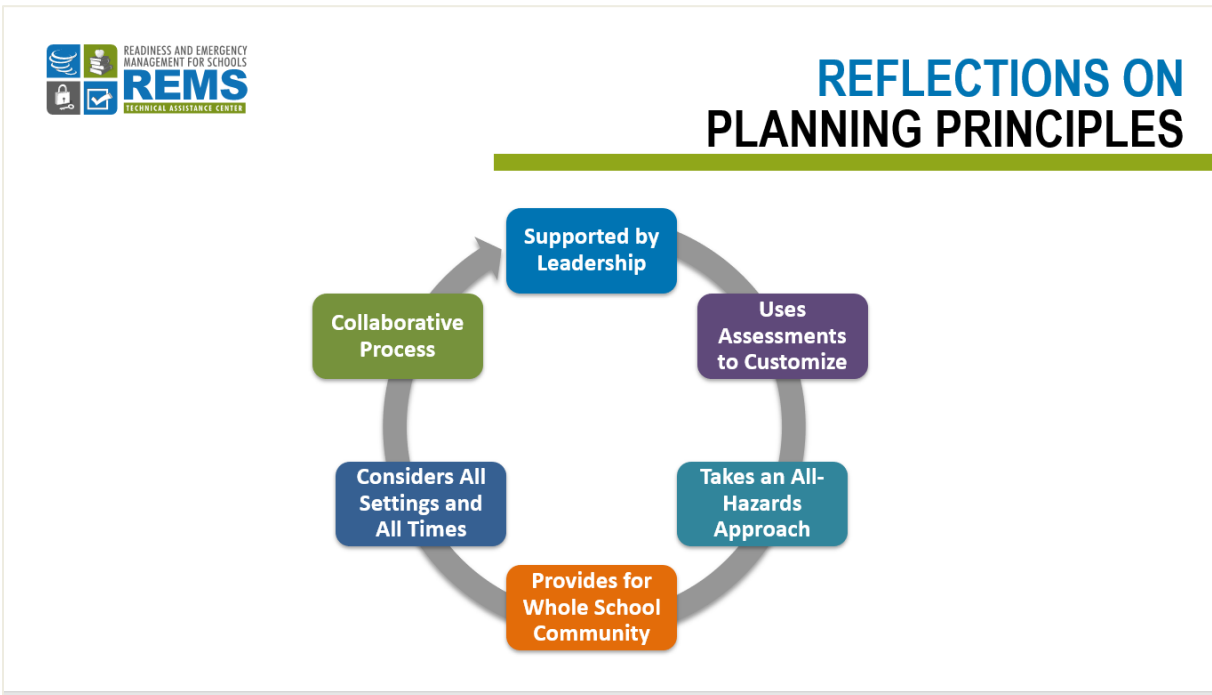 READINESS AND EMERGENCY
MANAGEMENT FOR SCHOOLS
REMS
TECHNICAL ASSISTANCE CENTER
REFLECTIONS ON
PLANNING PRINCIPLES
Supported by
Leadership
Uses
Assessments
to Customize
Takes an All-
Hazards
Approach
Provides for
Whole School
Community
Considers All
Settings and
All Times
Collaborative
Process